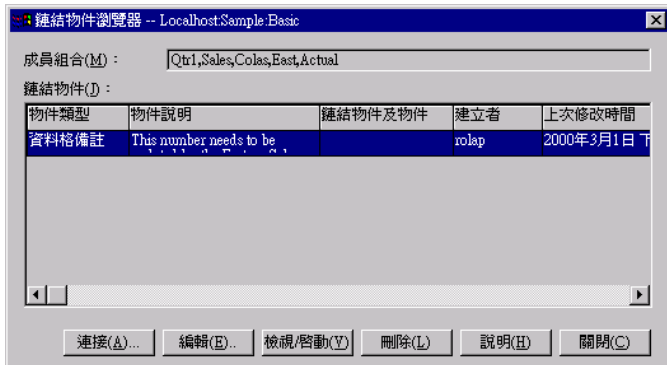 鏈結物件瀏覽器 -- Localhost:Sample:Basic
成員組合(M)： Qtr1,Sales,Colas,East,Actual
鏈結物件(J)：
物件類型 物件說明 鏈結物件及物件 建立者 上次修改時間
資料格備註 This number needs to be rolap 2000年3月1日 下
連接(A)... 編輯(E).. 檢視/啓動(V) 刪除(L) 說明(H) 關閉(C)